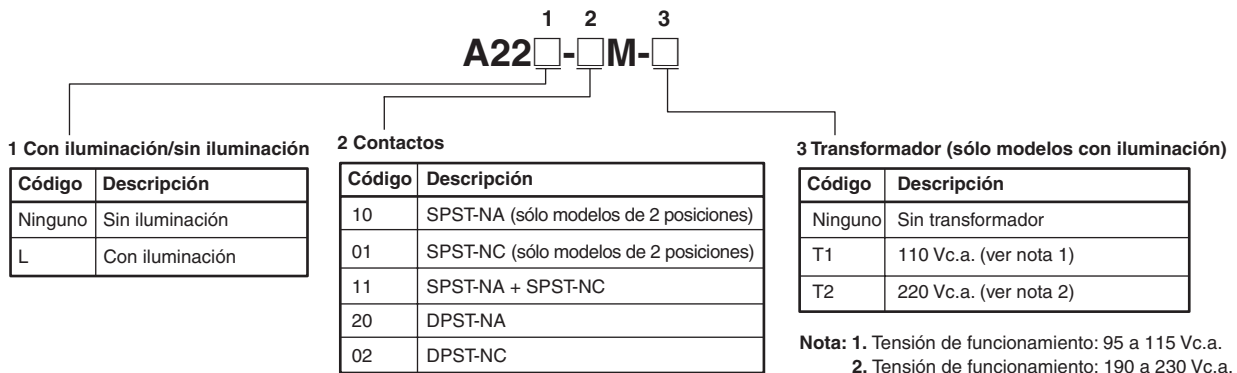 1 2 3
A22□-□M-□
1 Con iluminación/sin iluminación
Código Descripción
Ninguno Sin iluminación
L Con iluminación
2 Contactos
Código Descripción
10 SPST-NA (sólo modelos de 2 posiciones)
01 SPST-NC (sólo modelos de 2 posiciones)
11 SPST-NA + SPST-NC
20 DPST-NA
02 DPST-NC
3 Transformador (sólo modelos con iluminación)
Código Descripción
Ninguno Sin transformador
T1 110 Vc.a. (ver nota 1)
T2 220 Vc.a. (ver nota 2)
Nota: 1. Tensión de funcionamiento: 95 a 115 Vc.a.
2. Tensión de funcionamiento: 190 a 230 Vc.a.